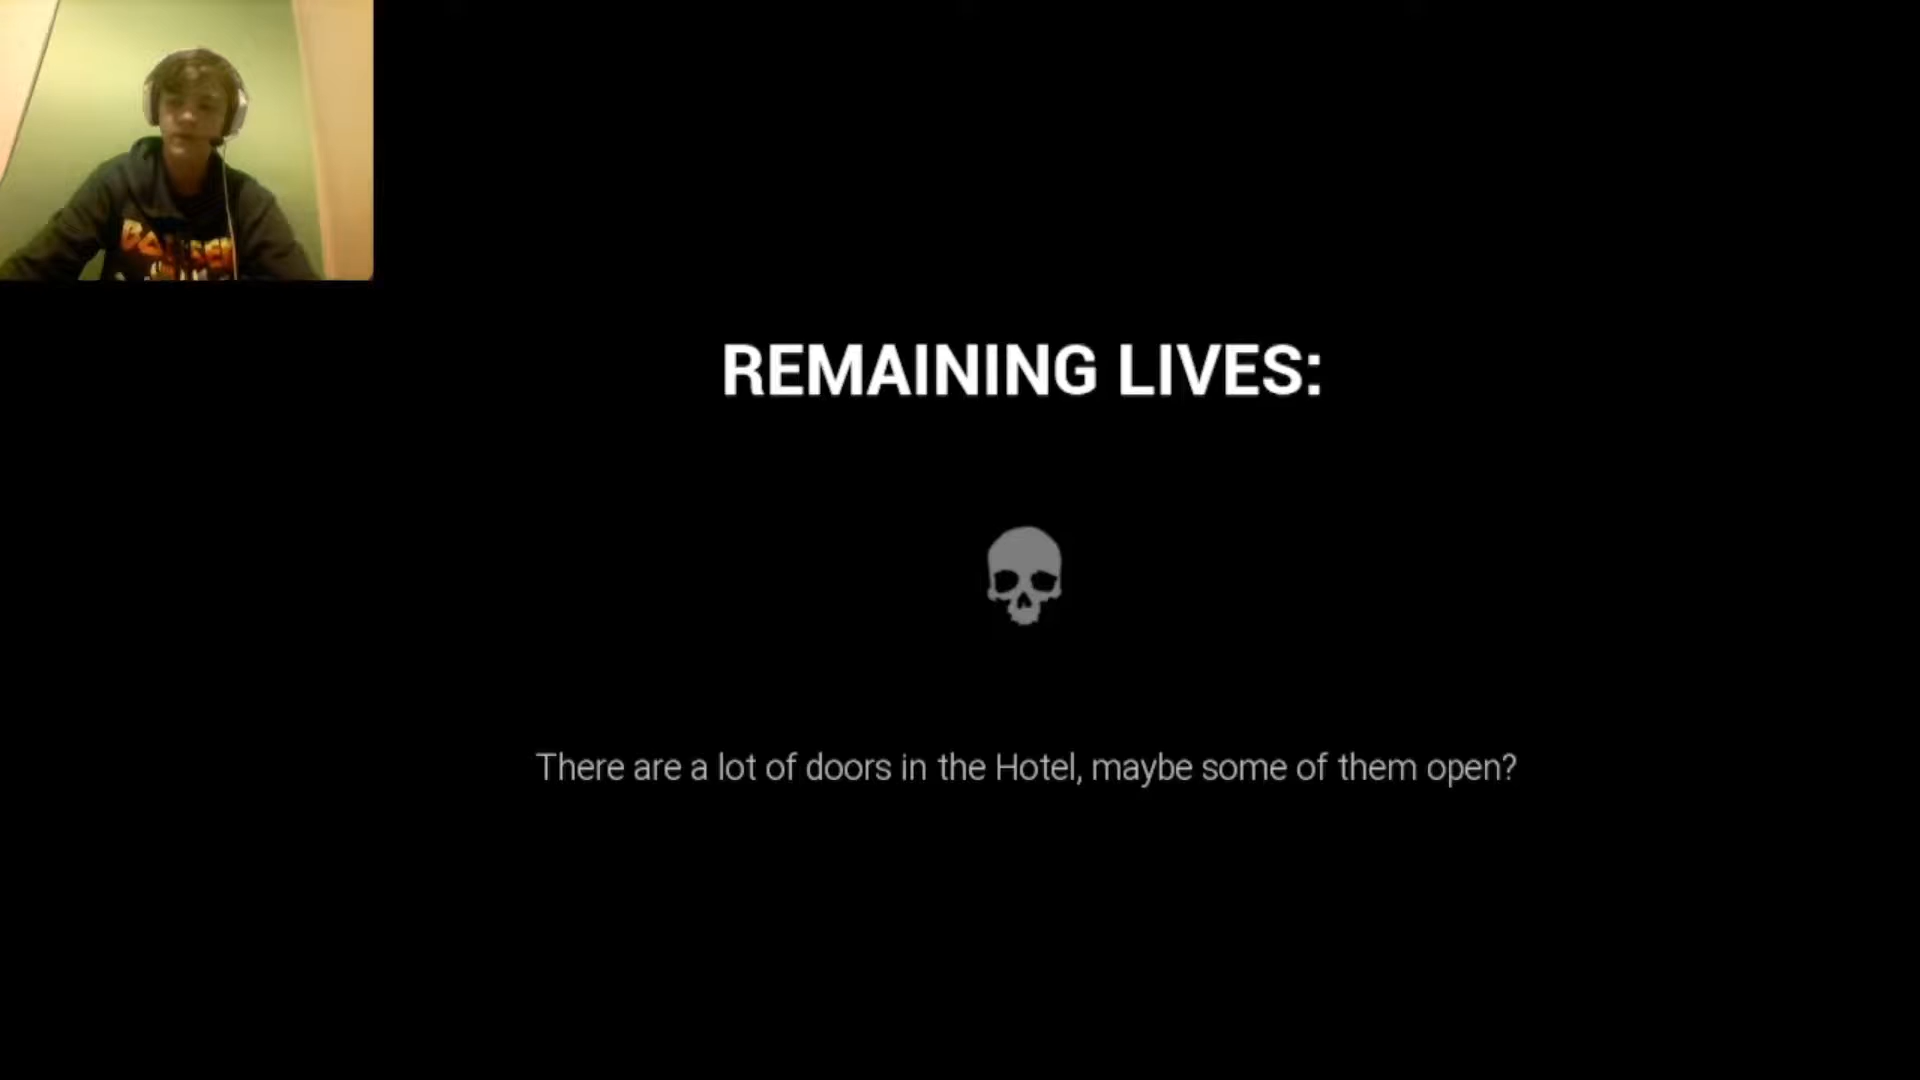 REMAINING LIVES:
There are a lot of doors in the Hotel, maybe some of them open?